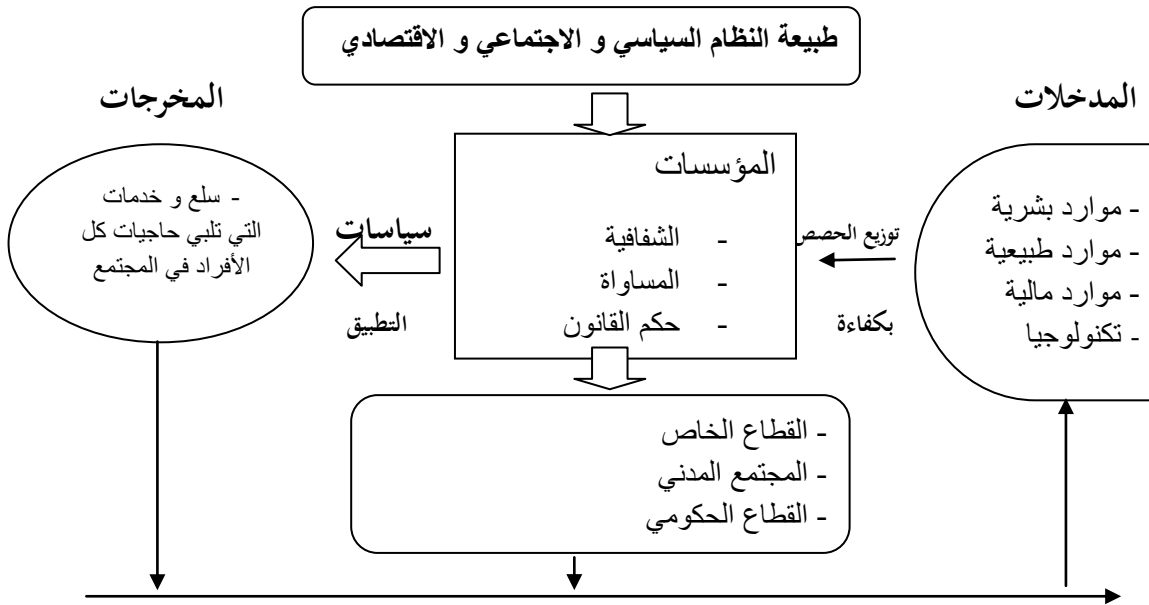 طبيعة النظام السياسي و الاجتماعي و الاقتصادي
المدخلات
- موارد بشرية
- موارد طبيعية
- موارد مالية
- تكنولوجيا
توزيع الحصص
بكفاءة
المؤسسات
- الشفافية
- المساواة
- حكم القانون
سياسات
التطبيق
المخرجات
- سلع و خدمات
التي تلبي حاجيات كل
الأفراد في المجتمع
- القطاع الخاص
- المجتمع المدني
- القطاع الحكومي